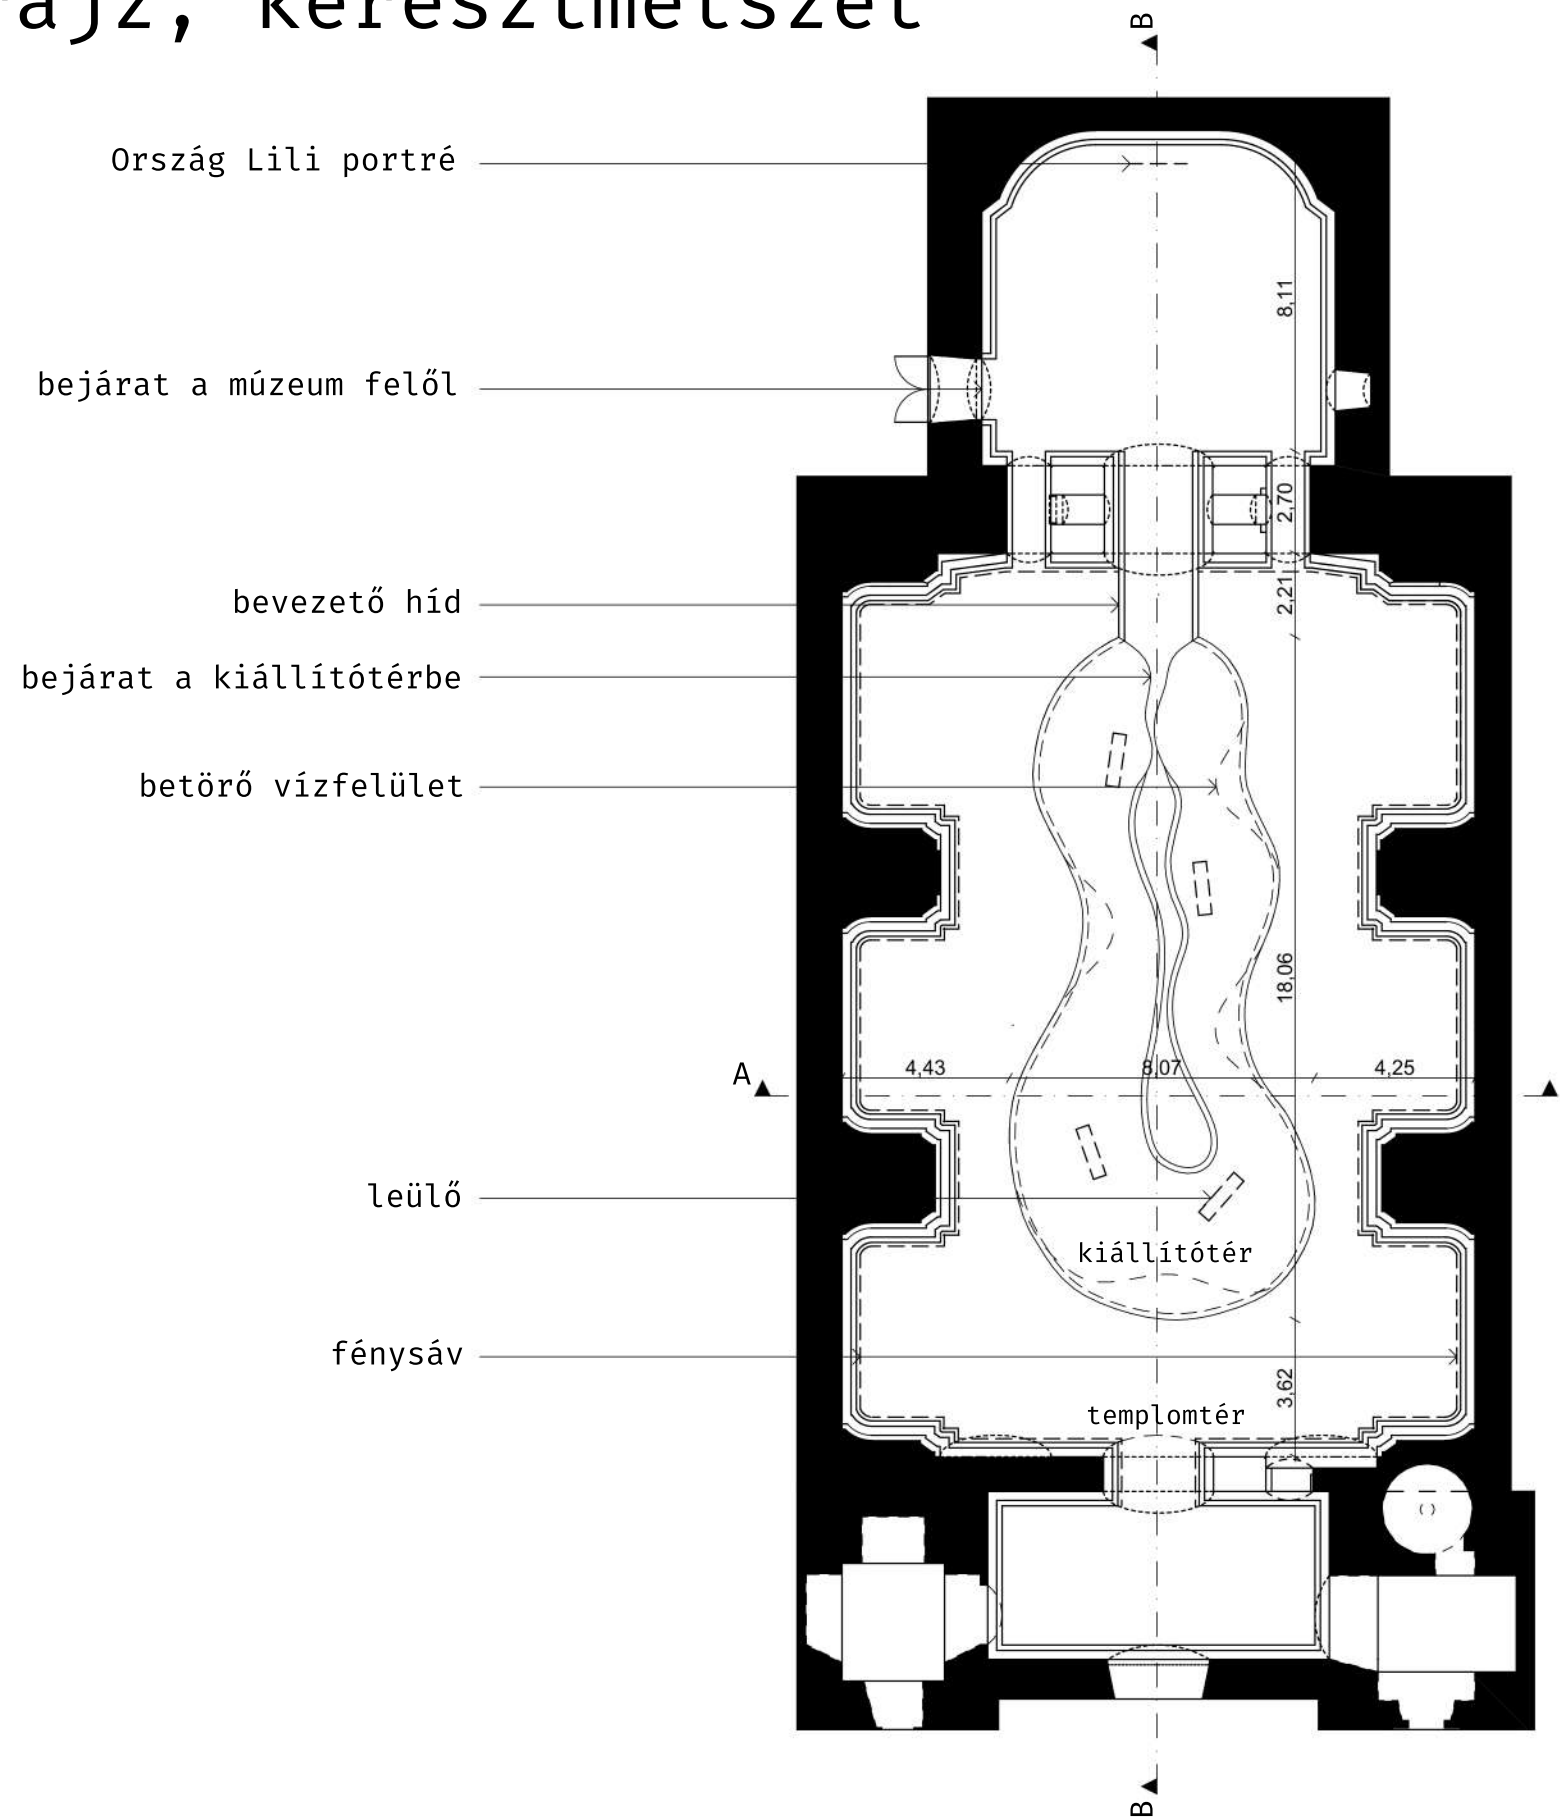 keresztmetszet
B
Ország Lili portré
8,11
bejárat a múzeum felől
2,70
bevezető híd
2,21
bejárat a kiállítótérbe
betörő vízfelület
18,06
A
4,43
8,07
4,25
leülő
kiállítótér
fénysáv
3,62
templomtér
B